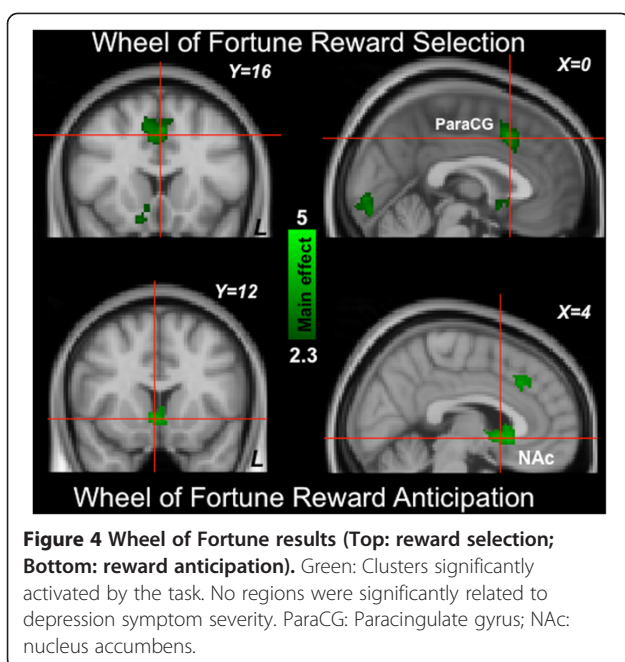 Wheel of Fortune Reward Selection
Y=16
X=0
ParaCG
L
5
Main effect
2.3
Y=12
X=4
L
NAc
Wheel of Fortune Reward Anticipation
Figure 4 Wheel of Fortune results (Top: reward selection;
Bottom: reward anticipation). Green: Clusters significantly
activated by the task. No regions were significantly related to
depression symptom severity. ParaCG: Paracingulate gyrus; NAc:
nucleus accumbens.